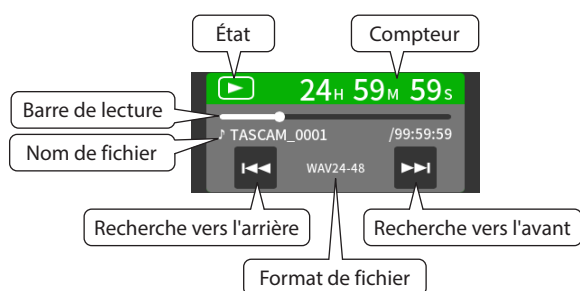 État
Compteur
24H 59M 59S
Barre de lecture
TASCAM_0001 /99:59:59
Nom de fichier
WAV24-48
Recherche vers l'arrière
Recherche vers l'avant
Format de fichier